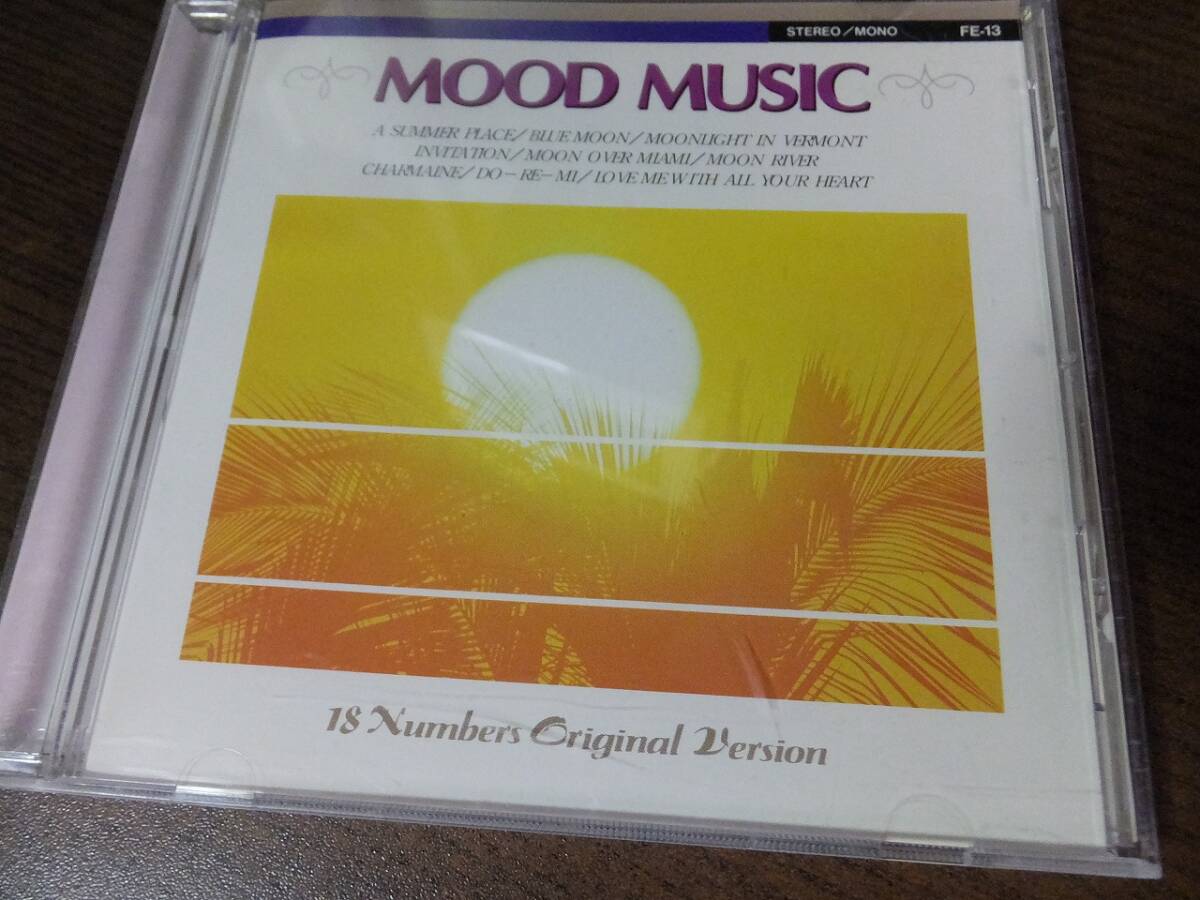 STEREO/MONO FE-13
MOOD MUSIC
A SUMMER PLACE/BLUE MOON/MOONLIGHT IN VERMONT
INVITATION/MOON OVER MIAMI/MOON RIVER
CHARMAINE/DO-RE-MI/LOVE ME WITH ALL YOUR HEART
18 Numbers Original Version